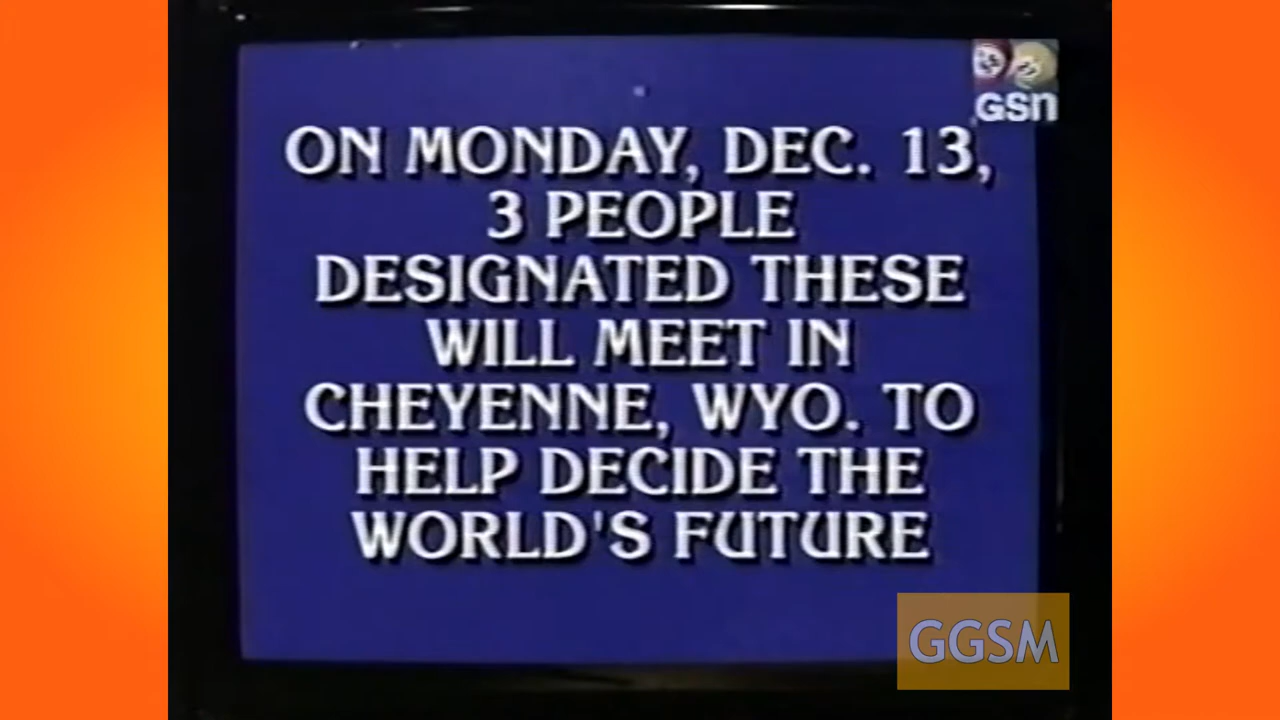 GSN
ON MONDAY, DEC. 13,
3 PEOPLE
DESIGNATED THESE
WILL MEET IN
CHEYENNE, WYO. TO
HELP DECIDE THE
WORLD'S FUTURE
GGSM